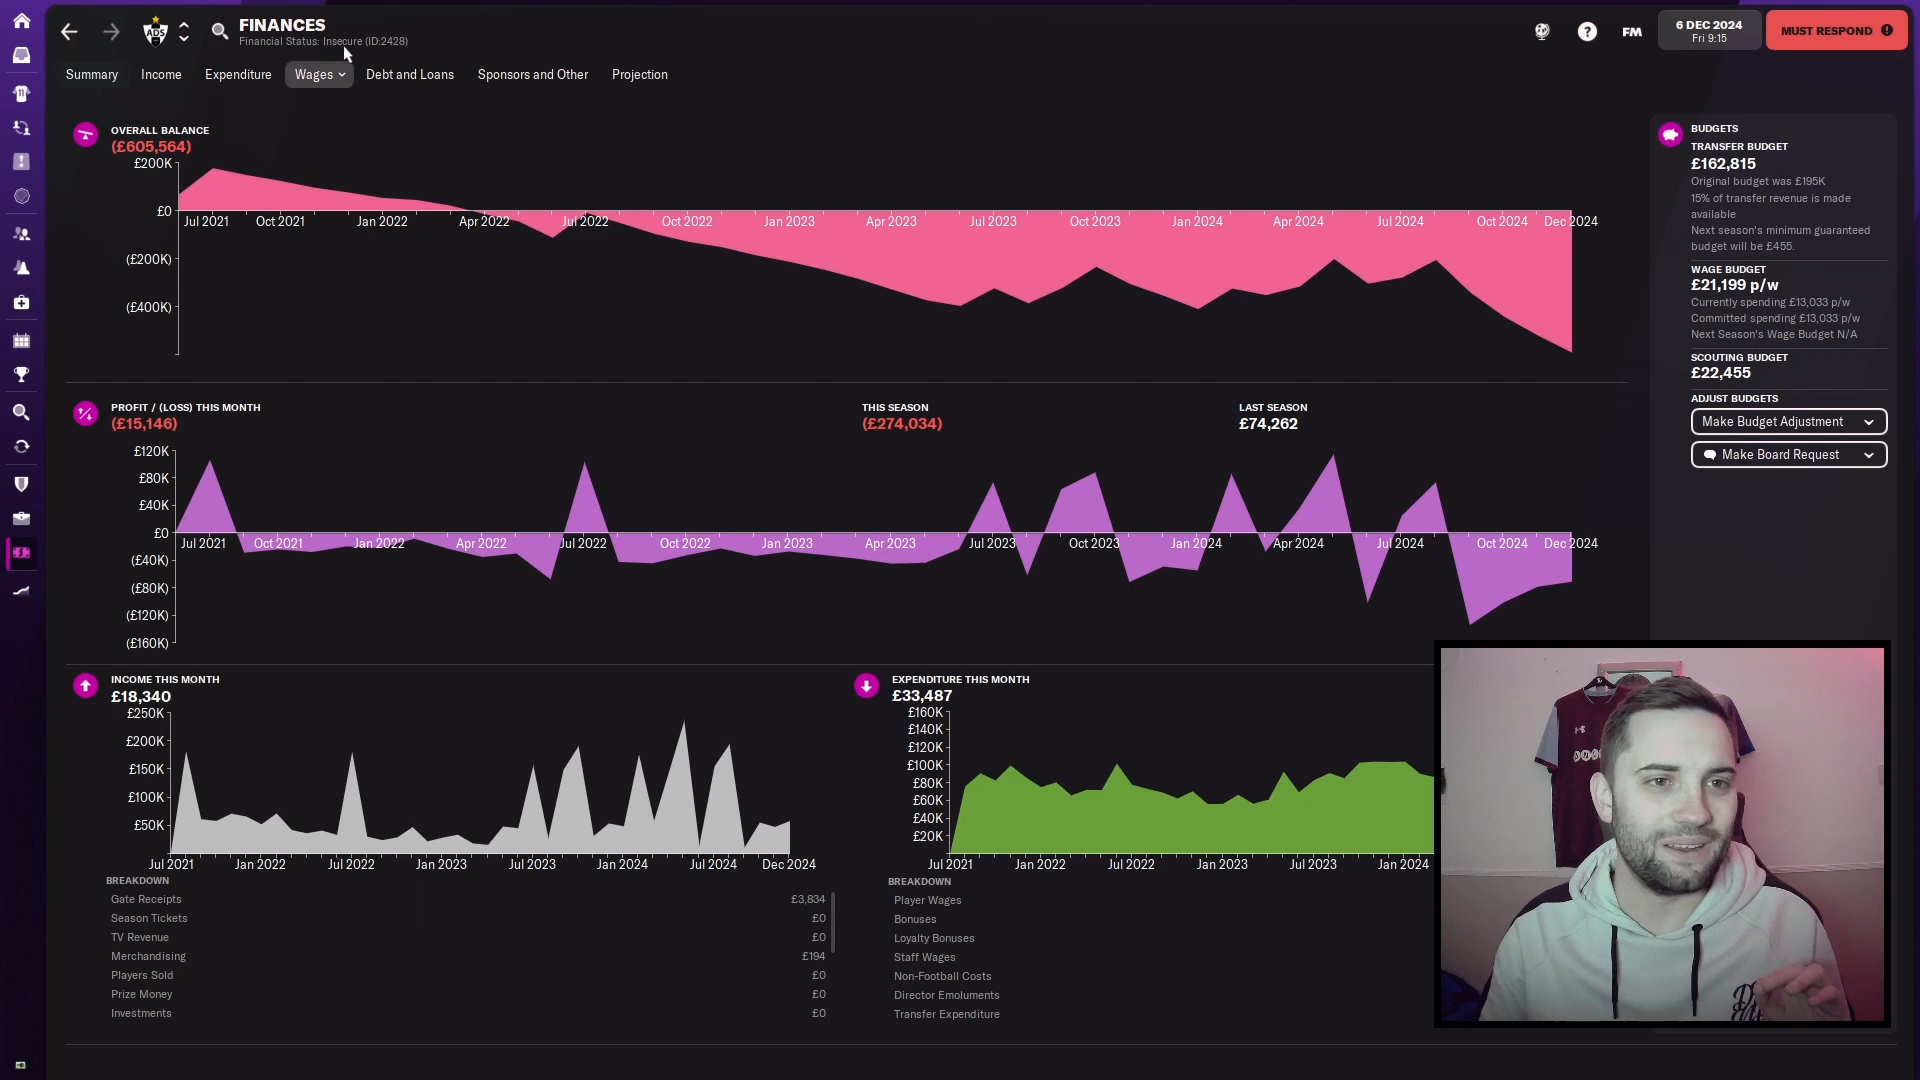 FINANCES
Financial Status: Insecure (ID:2428)
ADS
FM
6 DEC 2024
Fri 9:15
MUST RESPOND
Summary
Income
Expenditure
Wages
Debt and Loans
Sponsors and Other
Projection
OVERALL BALANCE
(£605,564)
£200K
£0
(£200K)
(£400K)
Jul 2021
Oct 2021
Jan 2022
Apr 2022
Jul 2022
Oct 2022
Jan 2023
Apr 2023
Jul 2023
Oct 2023
Jan 2024
Apr 2024
Jul 2024
Oct 2024
Dec 2024
BUDGETS
TRANSFER BUDGET
£162,815
Original budget was £195K
15% of transfer revenue is made
available
Next season's minimum guaranteed
budget will be £455.
WAGE BUDGET
£21,199 p/w
Currently spending £13,033 p/w
Committed spending £13,033 p/w
Next Season's Wage Budget N/A
SCOUTING BUDGET
£22,455
ADJUST BUDGETS
Make Budget Adjustment
Make Board Request
PROFIT / (LOSS) THIS MONTH
(£15,146)
THIS SEASON
(£274,034)
LAST SEASON
£74,262
£120K
£80K
£40K
£0
(£40K)
(£80K)
(£120K)
(£160K)
Jul 2021
Oct 2021
Jan 2022
Apr 2022
Jul 2022
Oct 2022
Jan 2023
Apr 2023
Jul 2023
Oct 2023
Jan 2024
Apr 2024
Jul 2024
Oct 2024
Dec 2024
INCOME THIS MONTH
£18,340
£250K
£200K
£150K
£100K
£50K
Jul 2021
Jan 2022
Jul 2022
Jan 2023
Jul 2023
Jan 2024
Jul 2024
Dec 2024
BREAKDOWN
Gate Receipts £3,834
Season Tickets £0
TV Revenue £0
Merchandising £194
Players Sold £0
Prize Money £0
Investments £0
EXPENDITURE THIS MONTH
£33,487
£160K
£140K
£120K
£100K
£80K
£60K
£40K
£20K
Jul 2021
Jan 2022
Jul 2022
Jan 2023
Jul 2023
Jan 2024
BREAKDOWN
Player Wages
Bonuses
Loyalty Bonuses
Staff Wages
Non-Football Costs
Director Emoluments
Transfer Expenditure